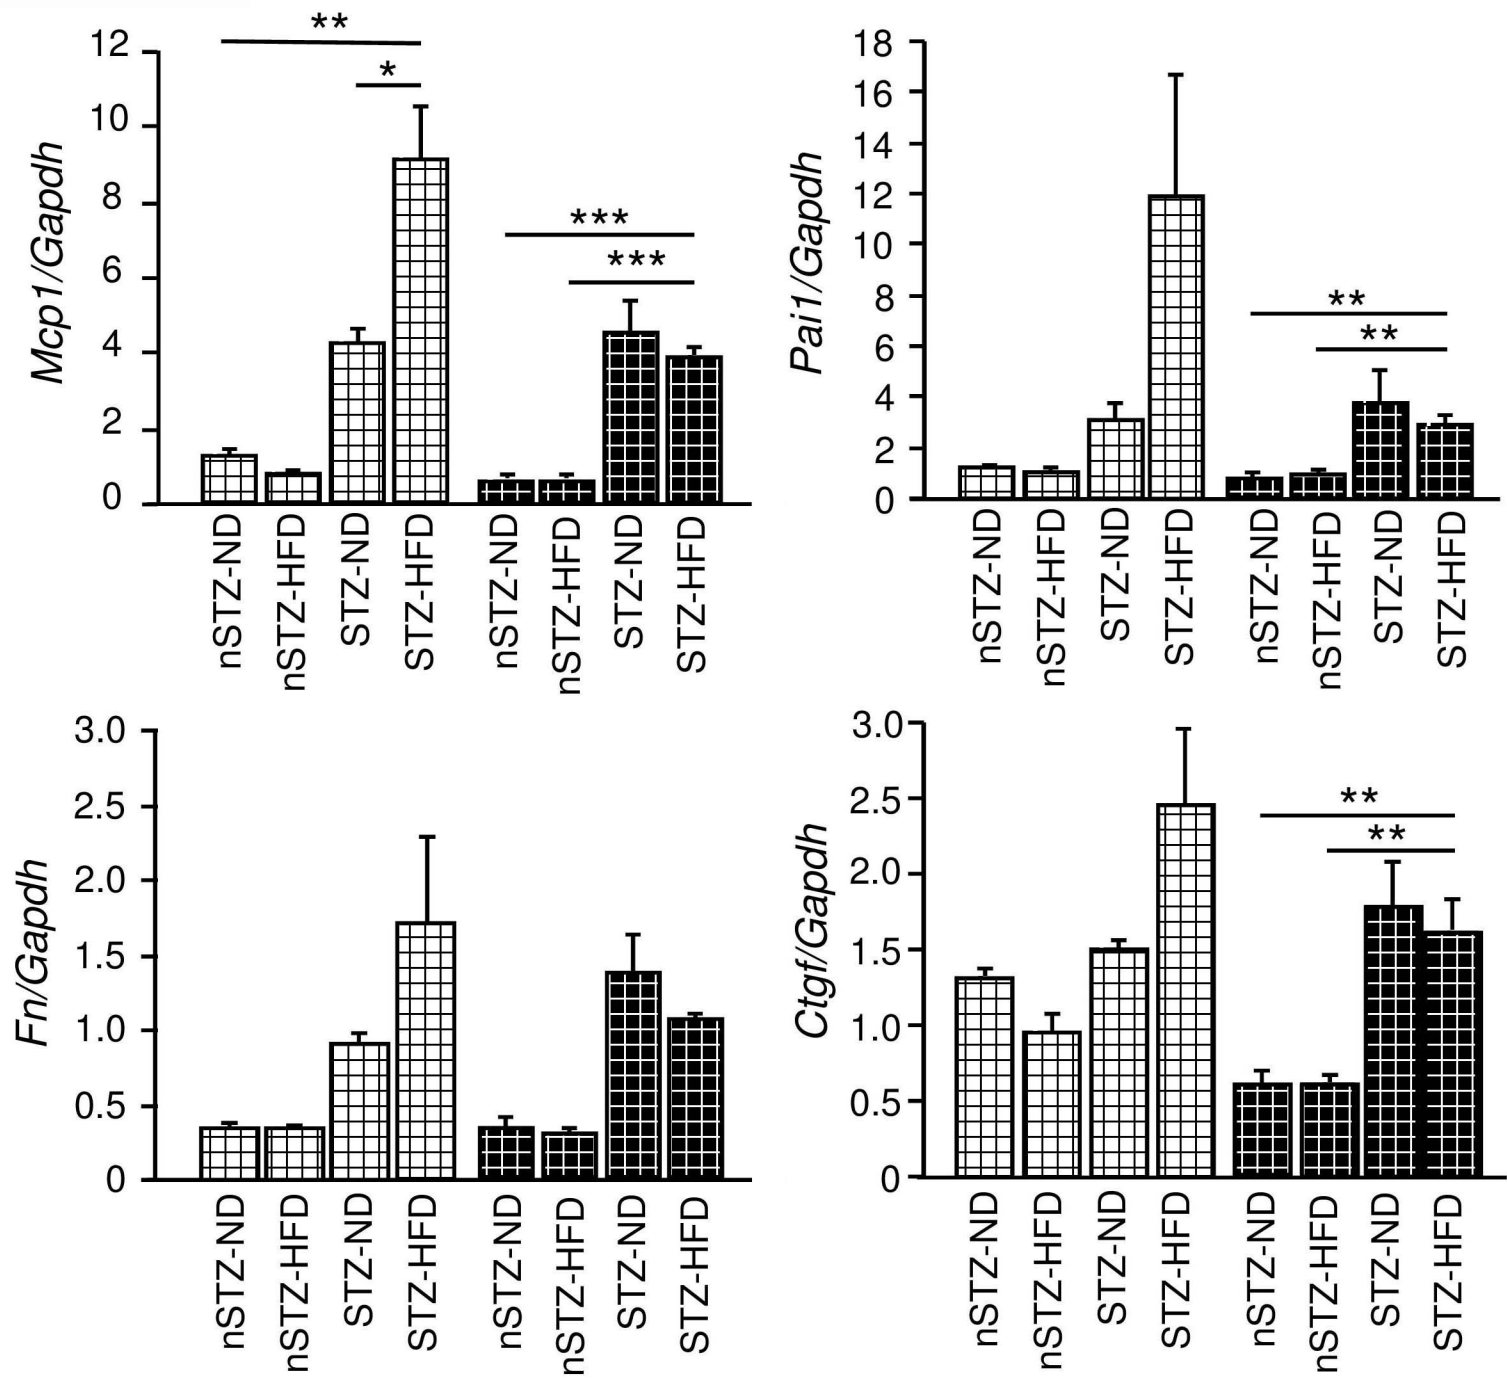 **
*
***
***
12
10
8
6
4
2
0
Mcp1/Gapdh
nSTZ-ND
nSTZ-HFD
STZ-ND
STZ-HFD
nSTZ-ND
nSTZ-HFD
STZ-ND
STZ-HFD
18
16
14
12
10
8
6
4
2
0
Pai1/Gapdh
**
**
nSTZ-ND
nSTZ-HFD
STZ-ND
STZ-HFD
nSTZ-ND
nSTZ-HFD
STZ-ND
STZ-HFD
3.0
2.5
2.0
1.5
1.0
0.5
0
Fn/Gapdh
nSTZ-ND
nSTZ-HFD
STZ-ND
STZ-HFD
nSTZ-ND
nSTZ-HFD
STZ-ND
STZ-HFD
3.0
2.5
2.0
1.5
1.0
0.5
0
Ctgf/Gapdh
**
**
nSTZ-ND
nSTZ-HFD
STZ-ND
STZ-HFD
nSTZ-ND
nSTZ-HFD
STZ-ND
STZ-HFD